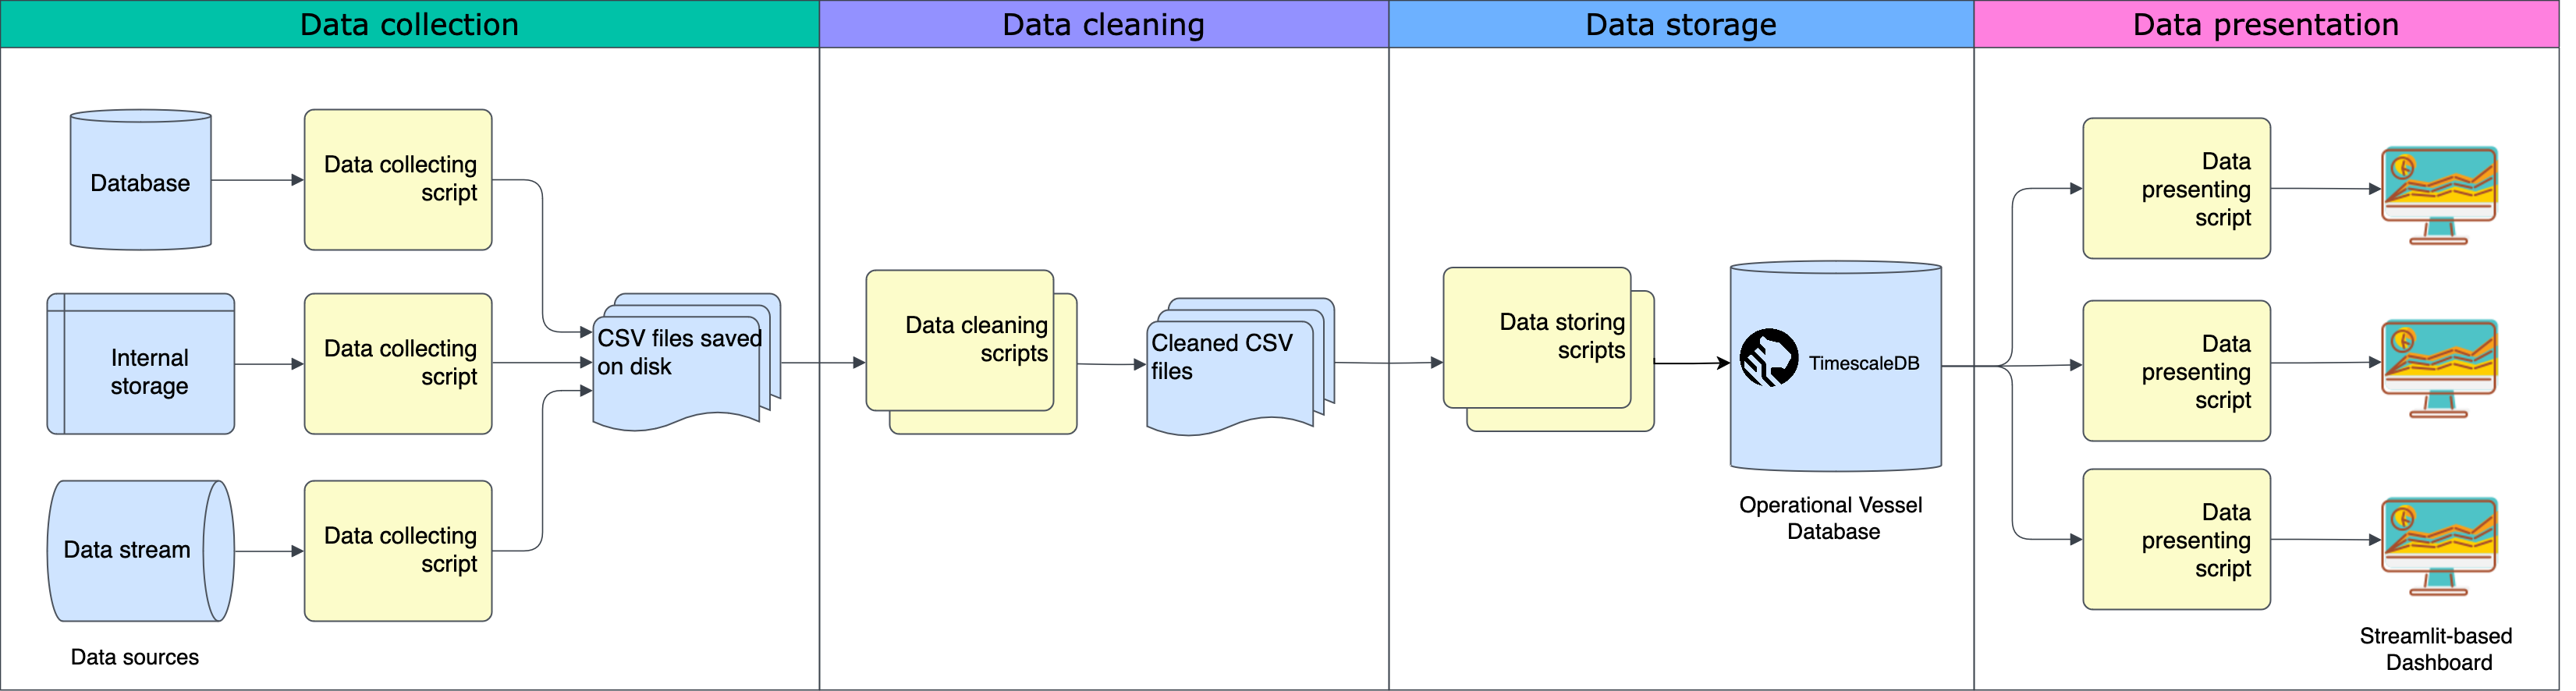 Data collection
Data cleaning
Data storage
Data presentation
Database
Data collecting
script
Internal
storage
Data collecting
script
Data stream
Data collecting
script
Data sources
CSV files saved
on disk
Data cleaning
scripts
Cleaned CSV
files
Data storing
scripts
TimescaleDB
Operational Vessel
Database
Data
presenting
script
Data
presenting
script
Data
presenting
script
Streamlit-based
Dashboard